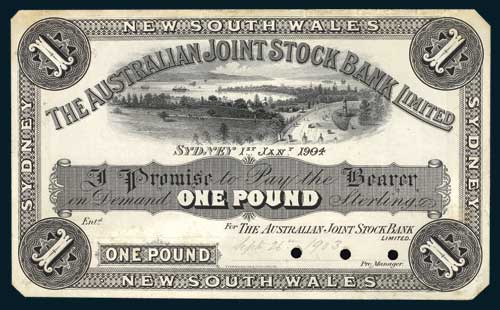 NEW SOUTH WALES
1 1
THE AUSTRALIAN JOINT STOCK BANK LIMITED
SYDNEY SYDNEY
SYDNEY 1ST JANY 1904
I Promise to Pay the Bearer
on Demand ONE POUND Sterling
Entd.
For THE AUSTRALIAN JOINT STOCK BANK
LIMITED.
1903
ONE POUND
Pro Manager.
1 1
NEW SOUTH WALES